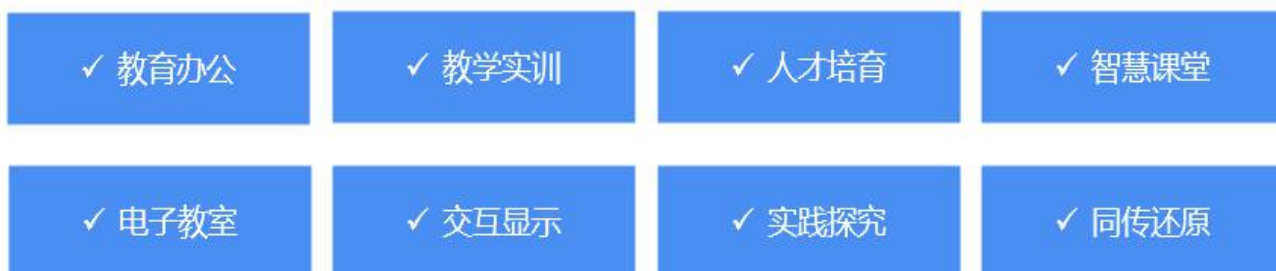 ✓ 教育办公
✓ 教学实训
✓ 人才培育
✓ 智慧课堂
✓ 电子教室
✓ 交互显示
✓ 实践探究
✓ 同传还原